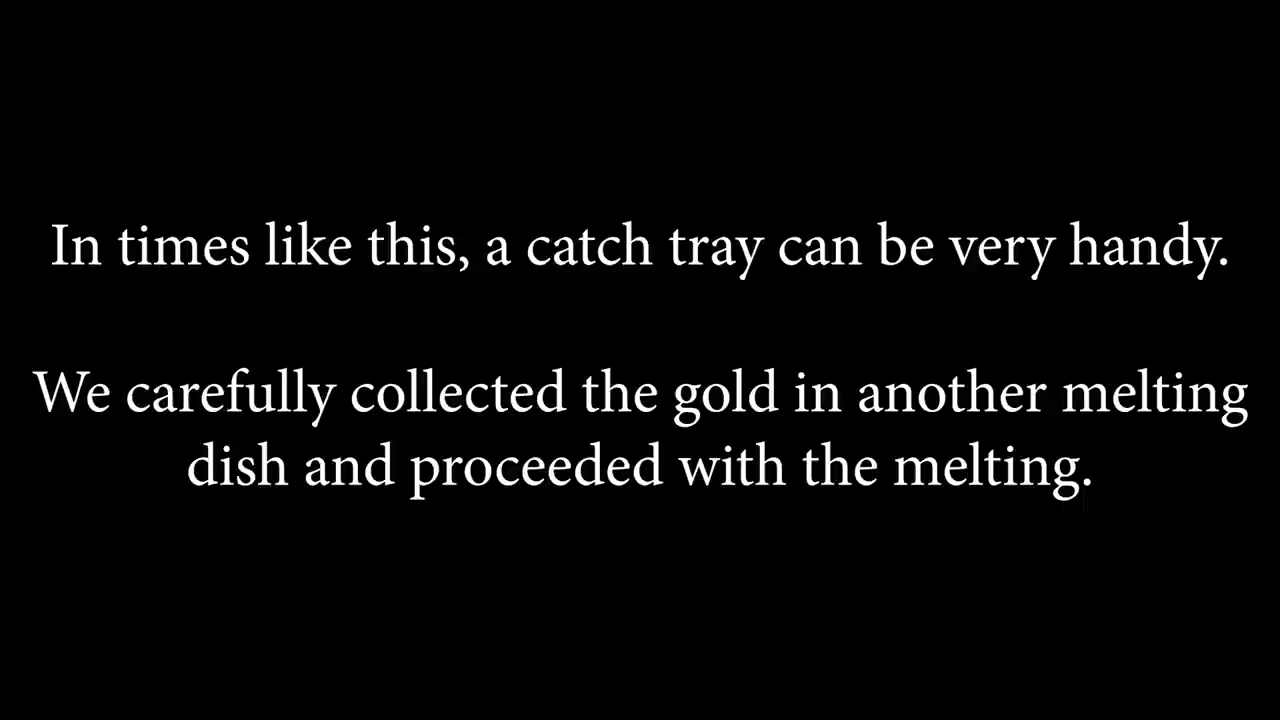 In times like this, a catch tray can be very handy.
We carefully collected the gold in another melting
dish and proceeded with the melting.